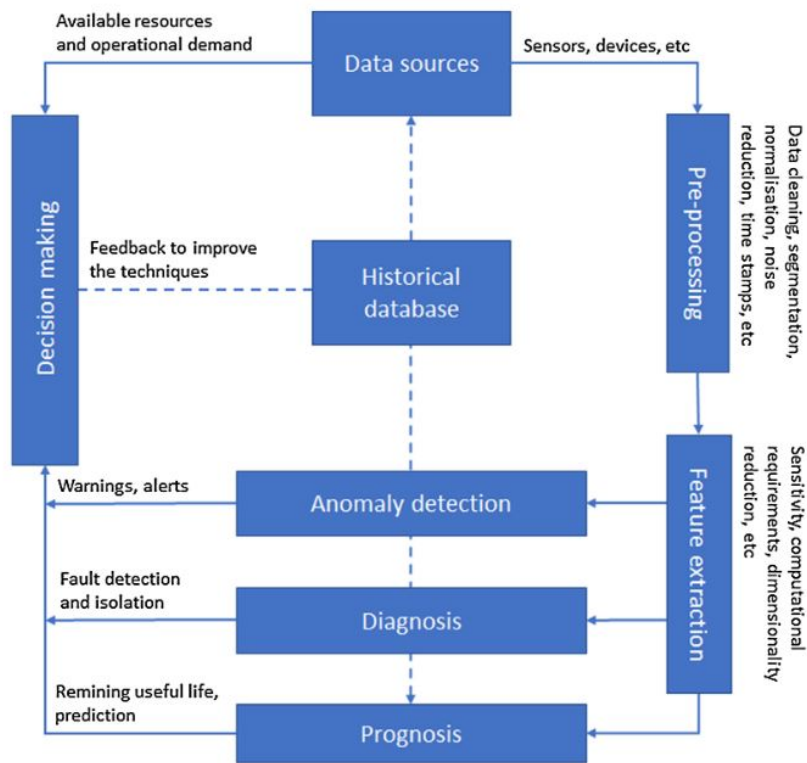 Available resources
and operational demand
Data sources
Sensors, devices, etc
Decision making
Pre-processing
Data cleaning, segmentation,
normalisation, noise
reduction, time stamps, etc
Feedback to improve
the techniques
Historical
database
Warnings, alerts
Anomaly detection
Feature extraction
Sensitivity, computational
requirements, dimensionality
reduction, etc
Fault detection
and isolation
Diagnosis
Remining useful life,
prediction
Prognosis